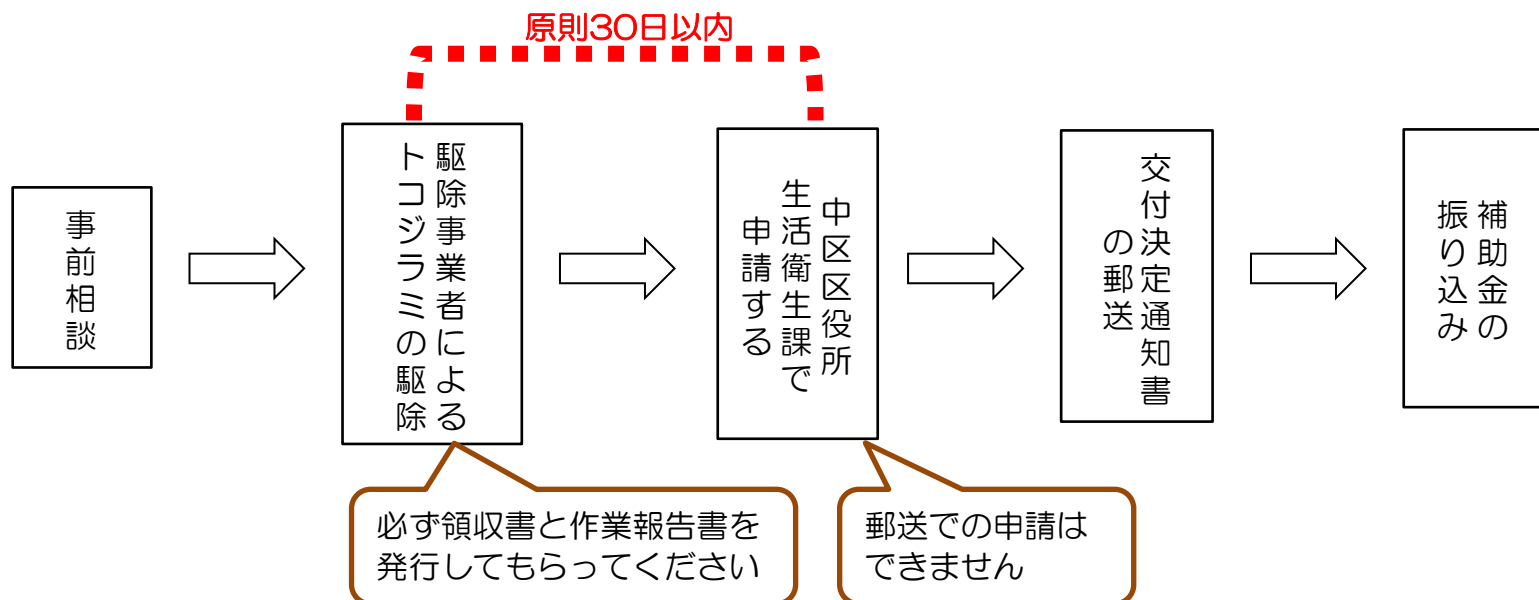 原則30日以内
事前相談
駆除事業者による
トコジラミの駆除
中区区役所
生活衛生課で
申請する
交付決定通知書
の郵送
補助金の
振り込み
必ず領収書と作業報告書を
発行してもらってください
郵送での申請は
できません